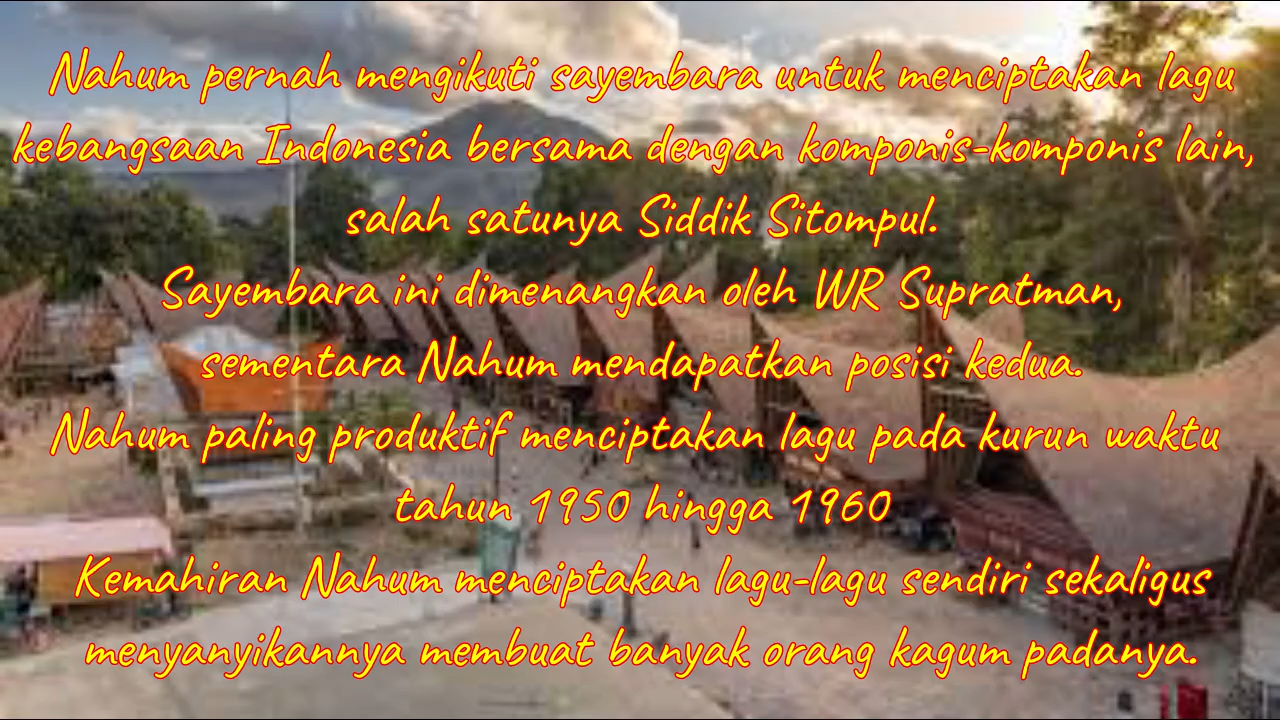 Nahum pernah mengikuti sayembara untuk menciptakan lagu
kebangsaan Indonesia bersama dengan komponis-komponis lain,
salah satunya Siddik Sitompul.
Sayembara ini dimenangkan oleh WR Supratman,
sementara Nahum mendapatkan posisi kedua.
Nahum paling produktif menciptakan lagu pada kurun waktu
tahun 1950 hingga 1960
Kemahiran Nahum menciptakan lagu-lagu sendiri sekaligus
menyanyikannya membuat banyak orang kagum padanya.